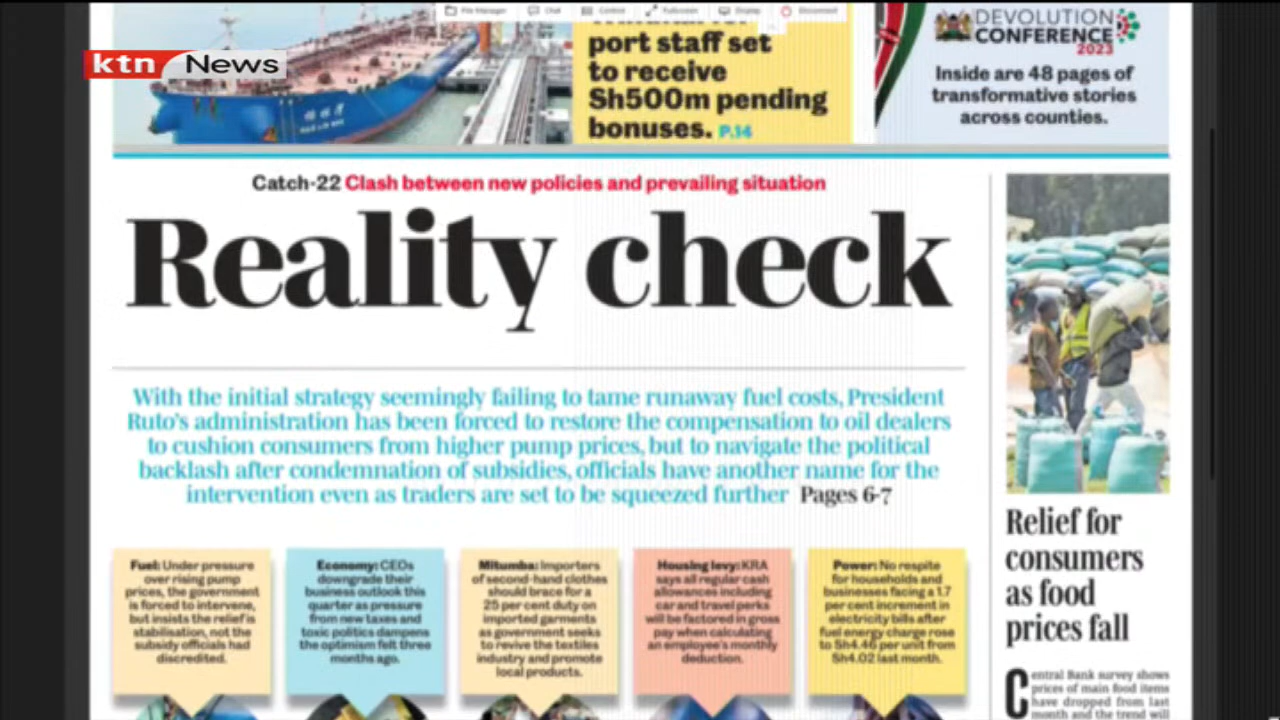 File Manager Chat Control Fullscreen Display Disconnect
ktn News
port staff set
to receive
Sh500m pending
bonuses. P.14
DEVOLUTION
CONFERENCE
2023
Inside are 48 pages of
transformative stories
across counties.
Catch-22 Clash between new policies and prevailing situation
Reality check
With the initial strategy seemingly failing to tame runaway fuel costs, President
Ruto's administration has been forced to restore the compensation to oil dealers
to cushion consumers from higher pump prices, but to navigate the political
backlash after condemnation of subsidies, officials have another name for the
intervention even as traders are set to be squeezed further Pages 6-7
Fuel: Under pressure
over rising pump
prices, the government
is forced to intervene,
but insists the relief is
stabilisation, not the
subsidy officials had
discredited.
Economy: CEOs
downgrade their
business outlook this
quarter as pressure
from new taxes and
toxic politics dampens
the optimism felt three
months ago.
Mitumba: Importers
of second-hand clothes
should brace for a
25 per cent duty on
imported garments
as government seeks
to revive the textiles
industry and promote
local products.
Housing levy: KRA
says all regular cash
allowances including
car and travel perks
will be factored in gross
pay when calculating
an employee's monthly
deduction.
Power: No respite
for households and
businesses facing a 1.7
per cent increment in
electricity bills after
fuel energy charge rose
to Sh4.46 per unit from
Sh4.02 last month.
Relief for
consumers
as food
prices fall
Central Bank survey shows
prices of main food items
have dropped from last
month and the trend will